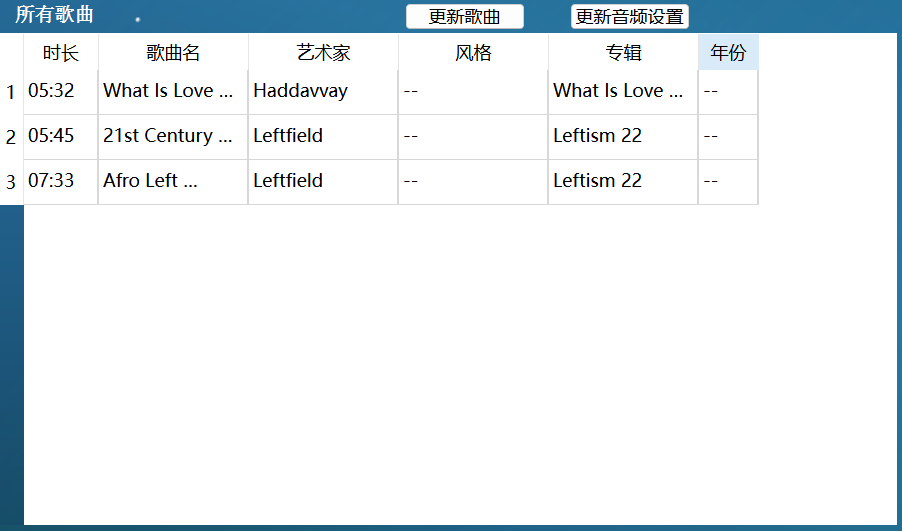 所有歌曲 更新歌曲 更新音频设置
时长 歌曲名 艺术家 风格 专辑 年份
1 05:32 What Is Love ... Haddavvay -- What Is Love ... --
2 05:45 21st Century ... Leftfield -- Leftism 22 --
3 07:33 Afro Left ... Leftfield -- Leftism 22 --